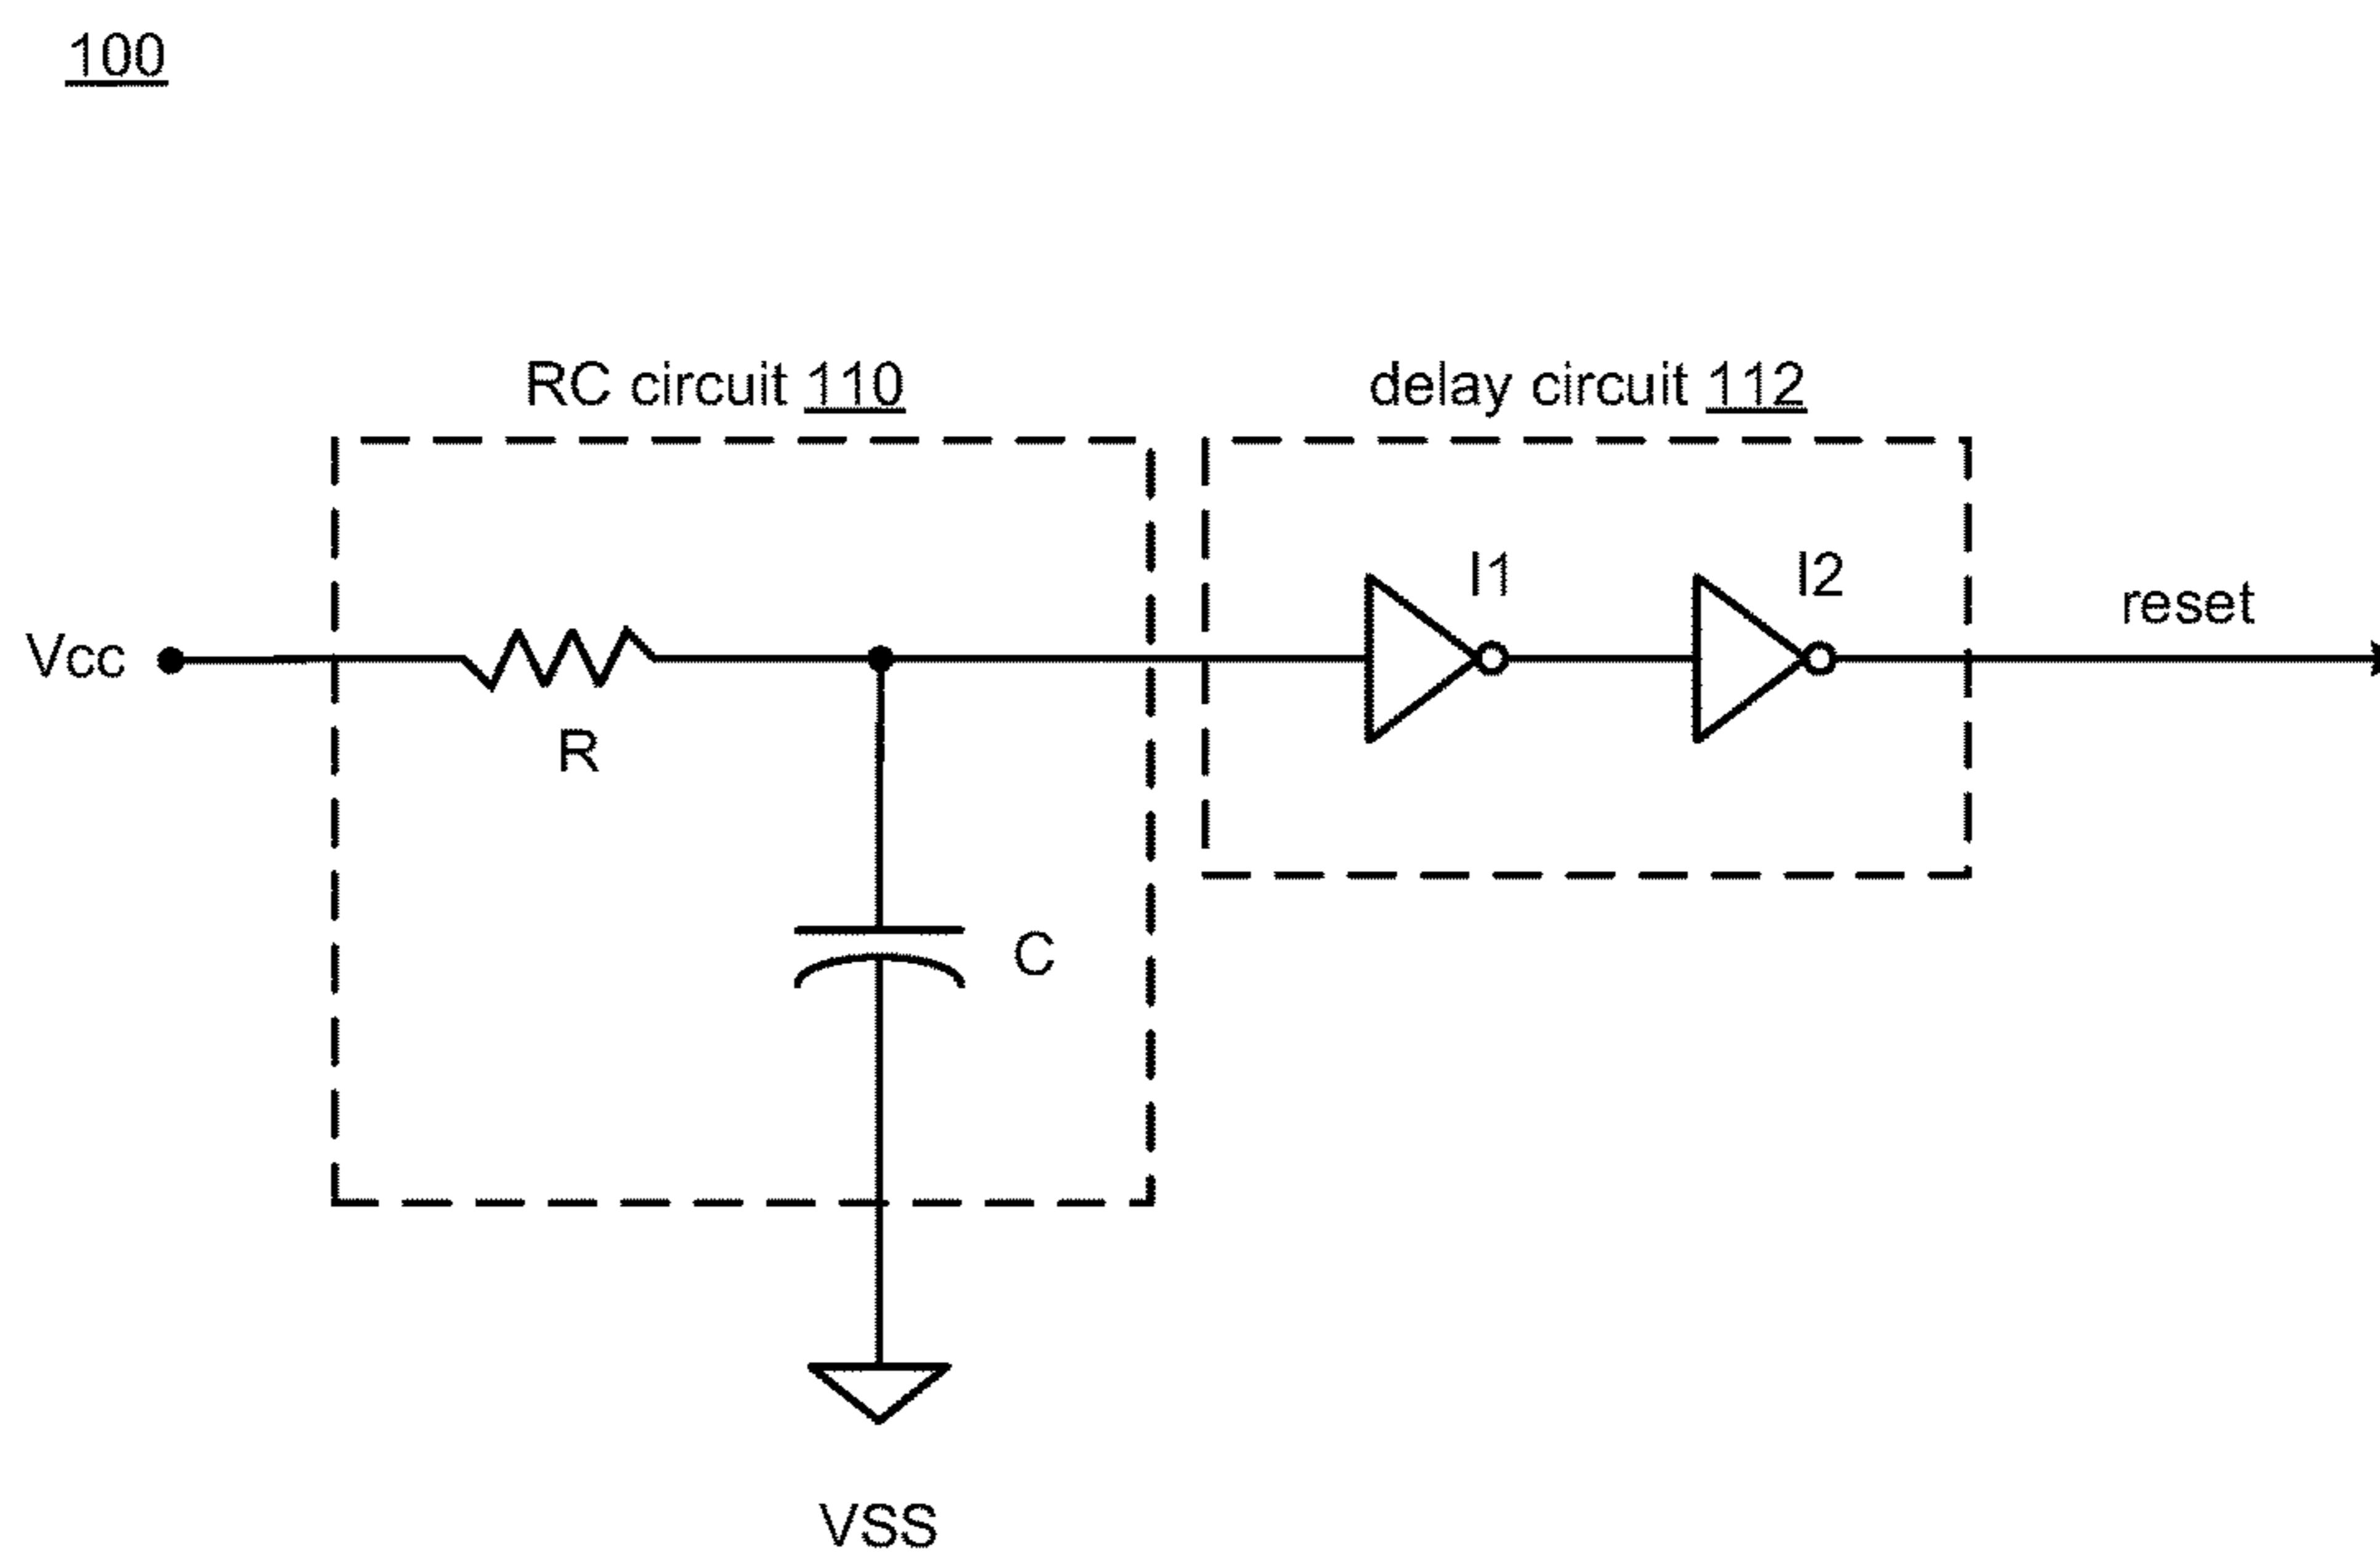 100
RC circuit 110
delay circuit 112
I1
I2
reset
Vcc
R
C
VSS